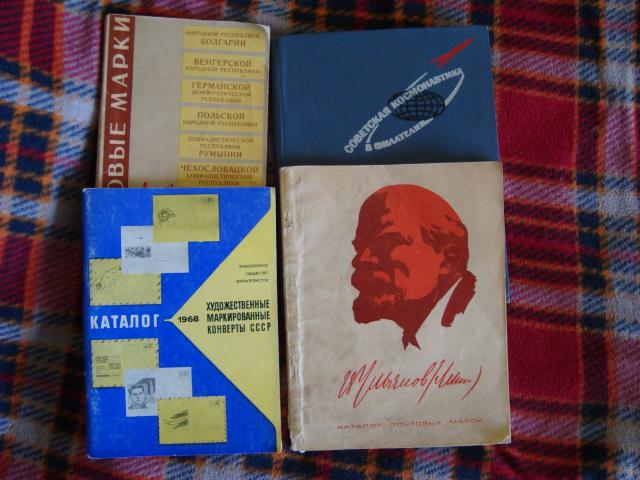 ОВЫЕ МАРКИ
НАРОДНОЙ РЕСПУБЛИКИ
БОЛГАРИИ
ВЕНГЕРСКОЙ
НАРОДНОЙ РЕСПУБЛИКИ
ГЕРМАНСКОЙ
ДЕМОКРАТИЧЕСКОЙ
РЕСПУБЛИКИ
ПОЛЬСКОЙ
НАРОДНОЙ РЕСПУБЛИКИ
СОЦИАЛИСТИЧЕСКОЙ
РЕСПУБЛИКИ
РУМЫНИИ
ЧЕХОСЛОВАЦКОЙ
СОЦИАЛИСТИЧЕСКОЙ
РЕСПУБЛИКИ
СОВЕТСКАЯ КОСМОНАВТИКА
В ФИЛАТЕЛИИ
ВСЕСОЮЗНОЕ
ОБЩЕСТВО
ФИЛАТЕЛИСТОВ
КАТАЛОГ
1968
ХУДОЖЕСТВЕННЫЕ
МАРКИРОВАННЫЕ
КОНВЕРТЫ СССР
В Ульянов (Ленин)
КАТАЛОГ ПОЧТОВЫХ МАРОК